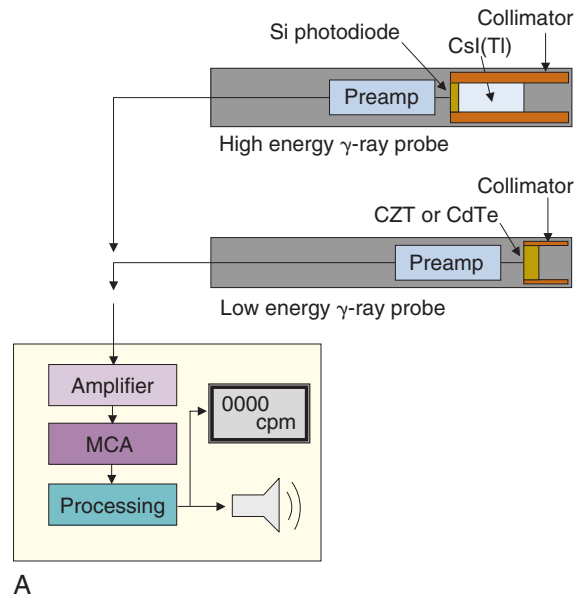 Collimator
Si photodiode
CsI(Tl)
Preamp
High energy γ-ray probe
Collimator
CZT or CdTe
Preamp
Low energy γ-ray probe
Amplifier
0000
cpm
MCA
Processing
A